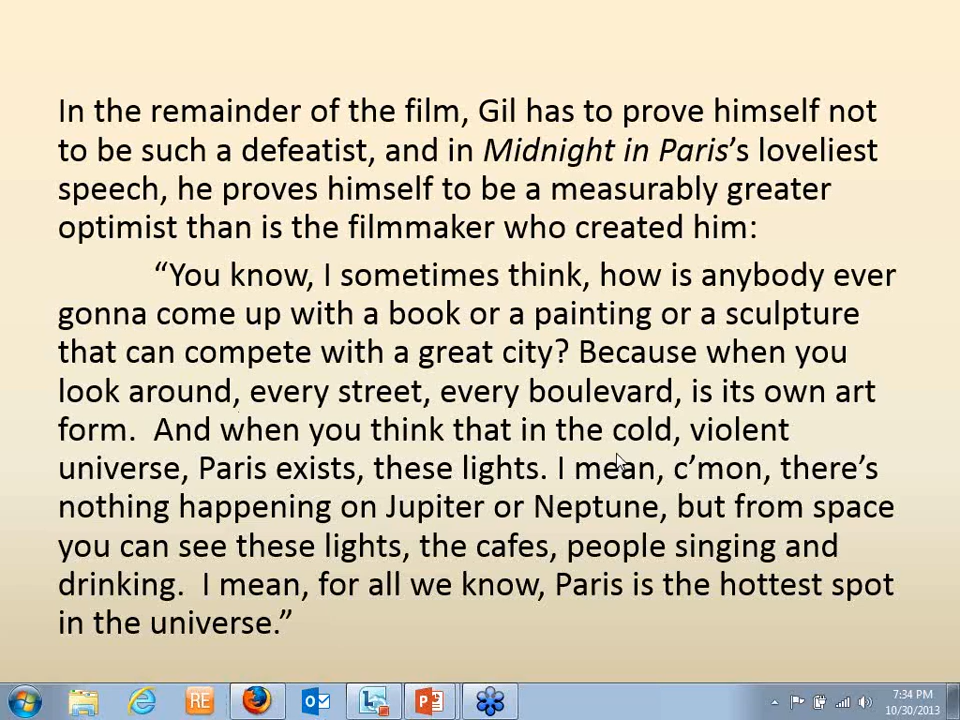 In the remainder of the film, Gil has to prove himself not
to be such a defeatist, and in Midnight in Paris’s loveliest
speech, he proves himself to be a measurably greater
optimist than is the filmmaker who created him:
“You know, I sometimes think, how is anybody ever
gonna come up with a book or a painting or a sculpture
that can compete with a great city? Because when you
look around, every street, every boulevard, is its own art
form.  And when you think that in the cold, violent
universe, Paris exists, these lights. I mean, c’mon, there’s
nothing happening on Jupiter or Neptune, but from space
you can see these lights, the cafes, people singing and
drinking.  I mean, for all we know, Paris is the hottest spot
in the universe.”
RE
7:34 PM
10/30/2013